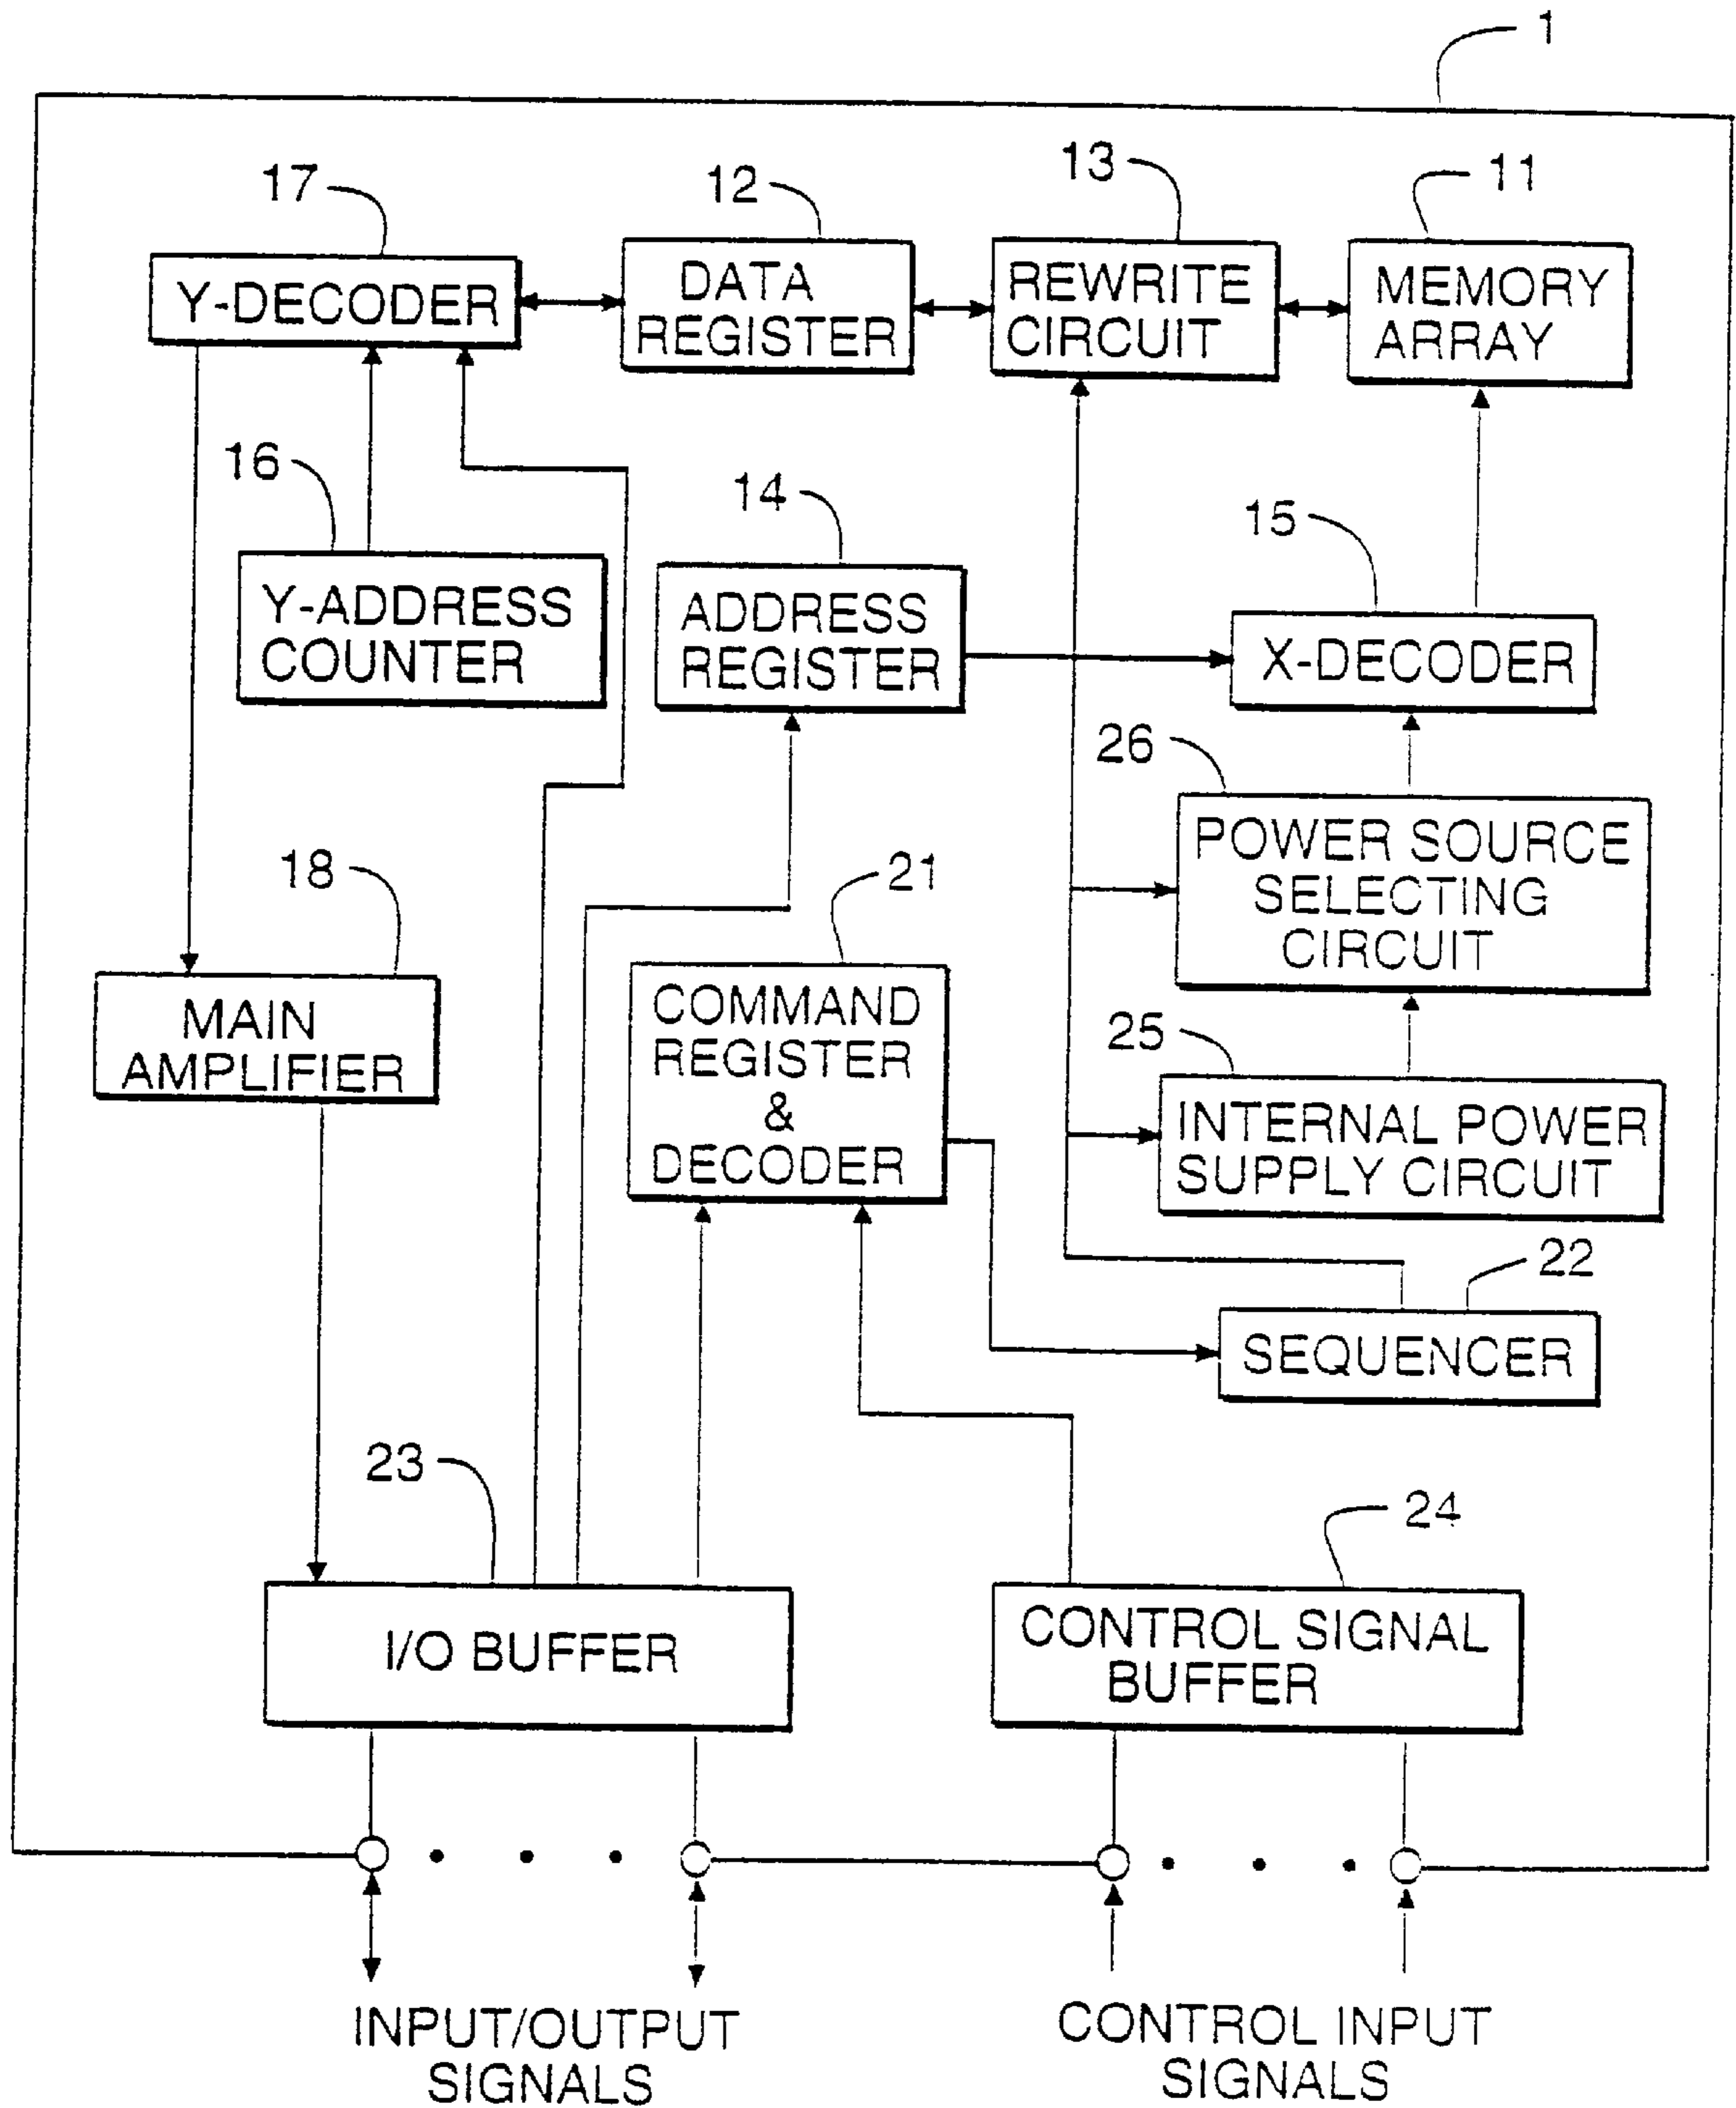 1
17
12
13
11
Y-DECODER
DATA
REGISTER
REWRITE
CIRCUIT
MEMORY
ARRAY
16
14
15
Y-ADDRESS
COUNTER
ADDRESS
REGISTER
X-DECODER
26
POWER SOURCE
SELECTING
CIRCUIT
18
21
MAIN
AMPLIFIER
COMMAND
REGISTER
&
DECODER
25
INTERNAL POWER
SUPPLY CIRCUIT
22
SEQUENCER
23
24
I/O BUFFER
CONTROL SIGNAL
BUFFER
INPUT/OUTPUT
SIGNALS
CONTROL INPUT
SIGNALS